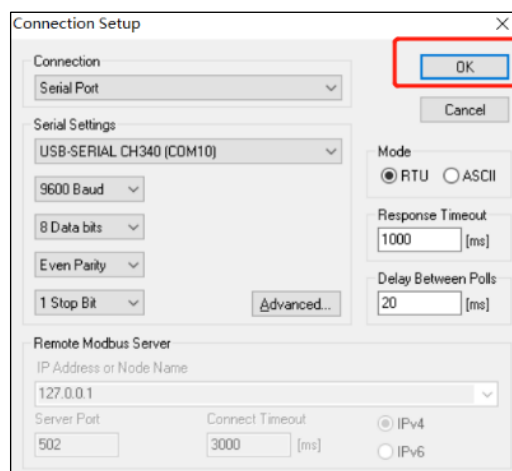 Connection Setup
Connection
Serial Port
OK
Cancel
Serial Settings
USB-SERIAL CH340 (COM10)
9600 Baud
8 Data bits
Even Parity
1 Stop Bit
Advanced...
Mode
RTU ASCII
Response Timeout
1000 [ms]
Delay Between Polls
20 [ms]
Remote Modbus Server
IP Address or Node Name
127.0.0.1
Server Port Connect Timeout
502 3000 [ms]
IPv4
IPv6